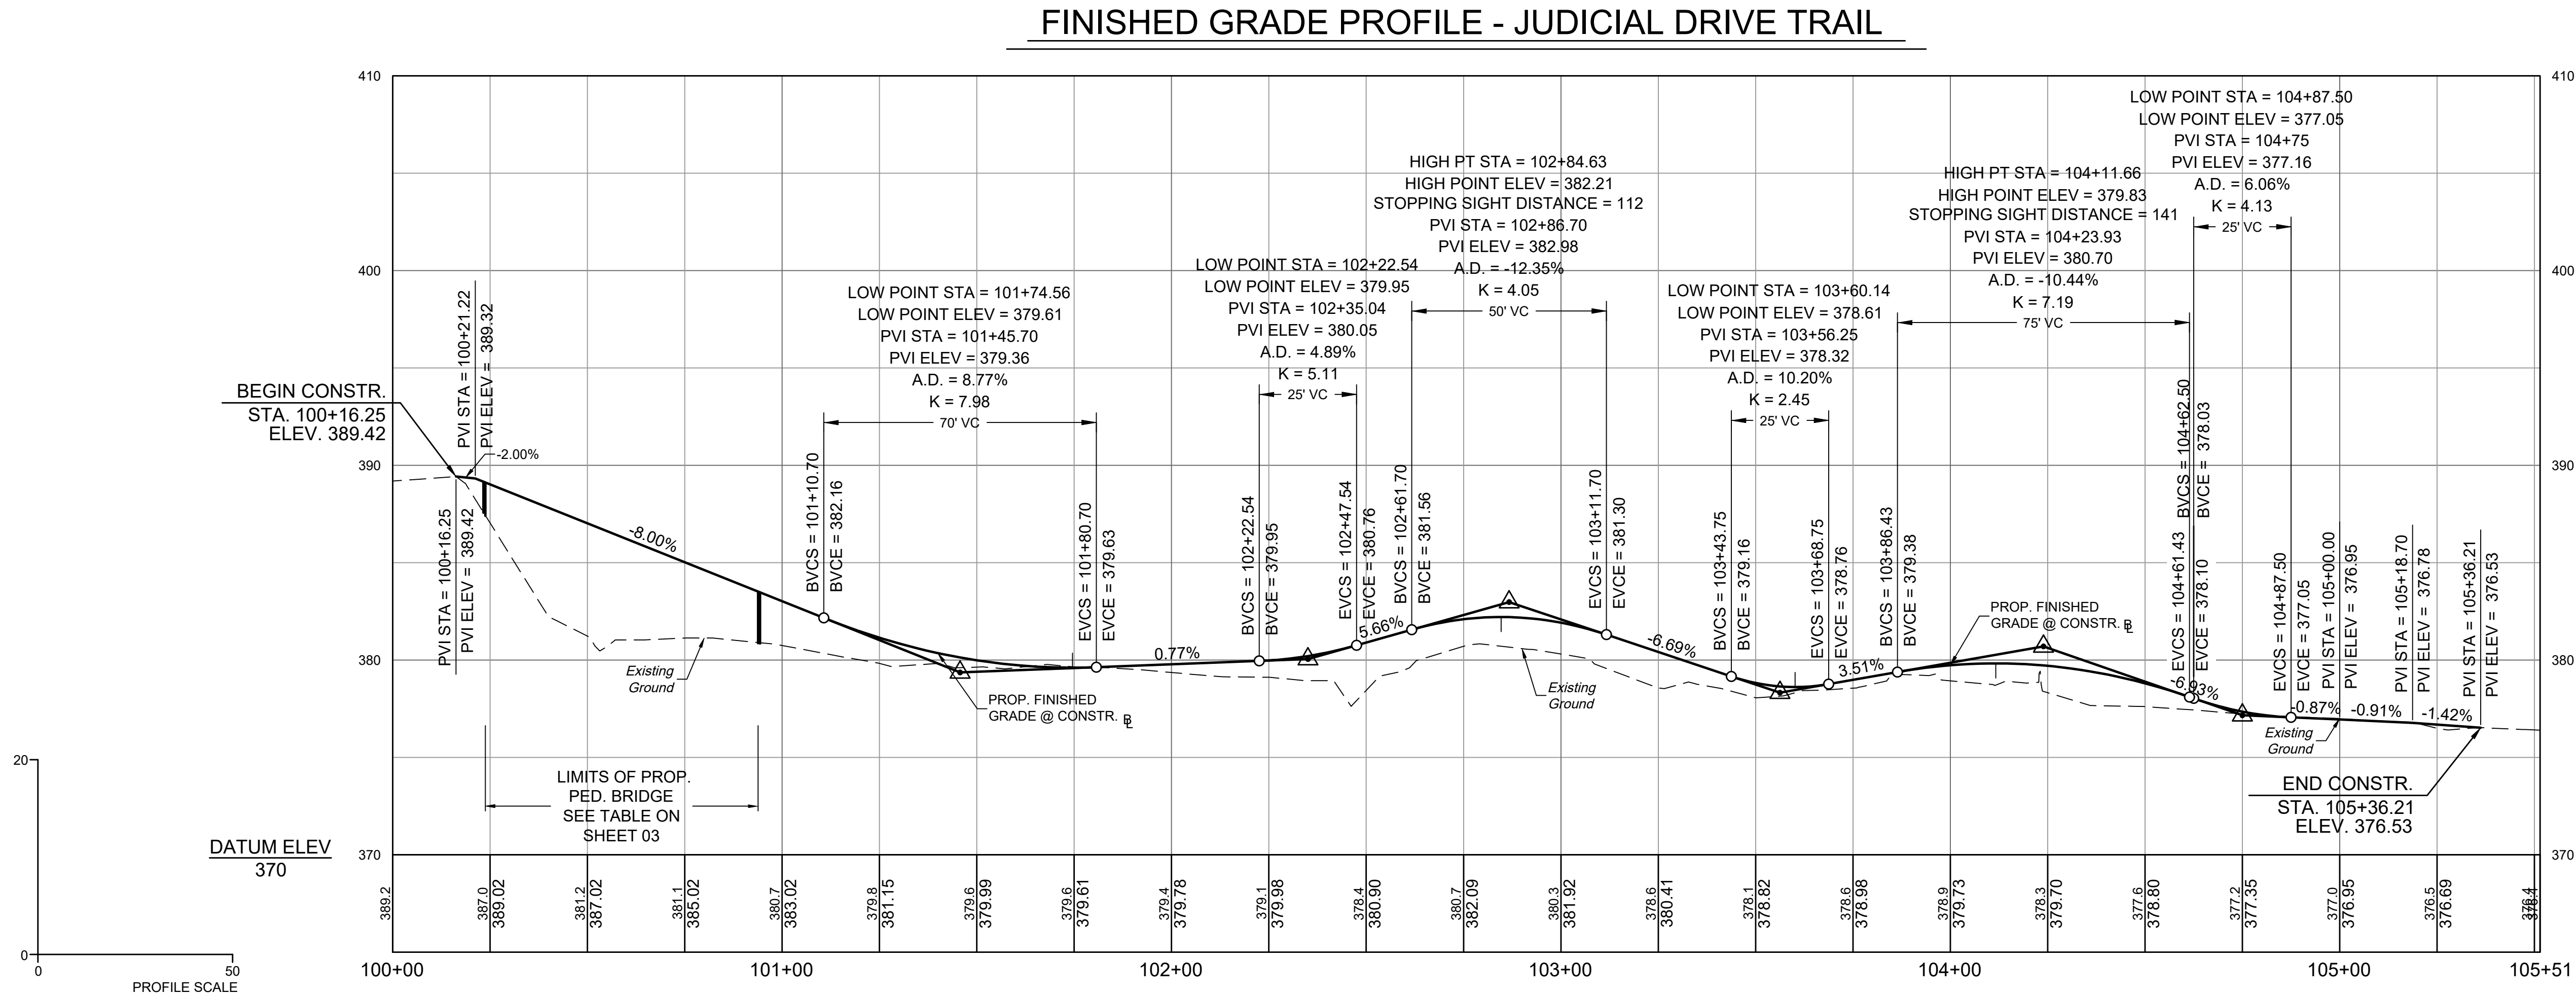 FINISHED GRADE PROFILE - JUDICIAL DRIVE TRAIL
410
400
390
380
370
410
400
390
380
370
BEGIN CONSTR.
STA. 100+16.25
ELEV. 389.42
PVI STA = 100+21.22
PVI ELEV = 389.32
-2.00%
PVI STA = 100+16.25
PVI ELEV = 389.42
-8.00%
LIMITS OF PROP.
PED. BRIDGE
SEE TABLE ON
SHEET 03
Existing
Ground
LOW POINT STA = 101+74.56
LOW POINT ELEV = 379.61
PVI STA = 101+45.70
PVI ELEV = 379.36
A.D. = 8.77%
K = 7.98
70' VC
BVCS = 101+10.70
BVCE = 382.16
EVCS = 101+80.70
EVCE = 379.63
PROP. FINISHED
GRADE @ CONSTR. BL
0.77%
LOW POINT STA = 102+22.54
LOW POINT ELEV = 379.95
PVI STA = 102+35.04
PVI ELEV = 380.05
A.D. = 4.89%
K = 5.11
25' VC
BVCS = 102+22.54
BVCE = 379.95
EVCS = 102+47.54
EVCE = 380.76
5.66%
HIGH PT STA = 102+84.63
HIGH POINT ELEV = 382.21
STOPPING SIGHT DISTANCE = 112
PVI STA = 102+86.70
PVI ELEV = 382.98
A.D. = -12.35%
K = 4.05
50' VC
BVCS = 102+61.70
BVCE = 381.56
EVCS = 103+11.70
EVCE = 381.30
Existing
Ground
-6.69%
LOW POINT STA = 103+60.14
LOW POINT ELEV = 378.61
PVI STA = 103+56.25
PVI ELEV = 378.32
A.D. = 10.20%
K = 2.45
25' VC
BVCS = 103+43.75
BVCE = 379.16
EVCS = 103+68.75
EVCE = 378.76
3.51%
HIGH PT STA = 104+11.66
HIGH POINT ELEV = 379.83
STOPPING SIGHT DISTANCE = 141
PVI STA = 104+23.93
PVI ELEV = 380.70
A.D. = -10.44%
K = 7.19
75' VC
BVCS = 103+86.43
BVCE = 379.38
EVCS = 104+61.43
EVCE = 378.10
PROP. FINISHED
GRADE @ CONSTR. BL
-6.93%
LOW POINT STA = 104+87.50
LOW POINT ELEV = 377.05
PVI STA = 104+75
PVI ELEV = 377.16
A.D. = 6.06%
K = 4.13
25' VC
BVCS = 104+62.50
BVCE = 378.03
EVCS = 104+87.50
EVCE = 377.05
-0.87%
PVI STA = 105+00.00
PVI ELEV = 376.95
-0.91%
PVI STA = 105+18.70
PVI ELEV = 376.78
-1.42%
PVI STA = 105+36.21
PVI ELEV = 376.53
Existing
Ground
END CONSTR.
STA. 105+36.21
ELEV. 376.53
DATUM ELEV
370
20
0
0
50
PROFILE SCALE
389.2
387.0
389.02
381.2
387.02
381.1
385.02
380.7
383.02
379.8
381.15
379.6
379.99
379.6
379.61
379.4
379.78
379.1
379.98
378.4
380.90
380.7
382.09
380.3
381.92
378.6
380.41
378.1
378.82
378.6
378.98
378.9
379.73
378.3
379.70
377.6
378.80
377.2
377.35
377.0
376.95
376.5
376.69
376.4
100+00
101+00
102+00
103+00
104+00
105+00
105+51